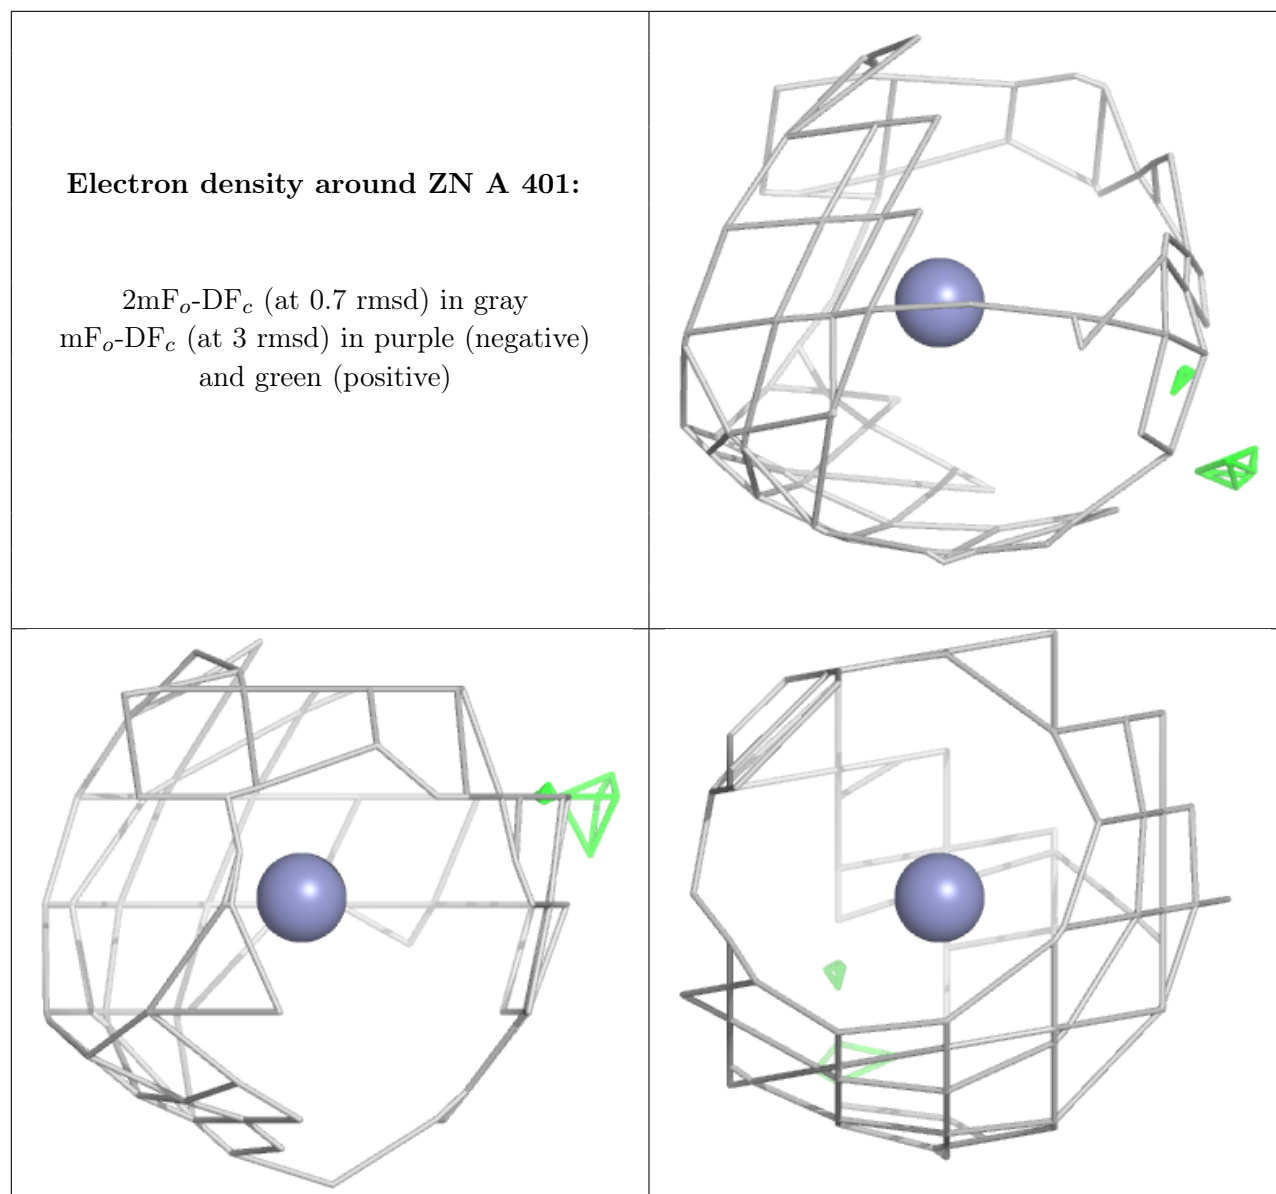 Electron density around ZN A 401:
2mFo-DFc (at 0.7 rmsd) in gray
mFo-DFc (at 3 rmsd) in purple (negative)
and green (positive)